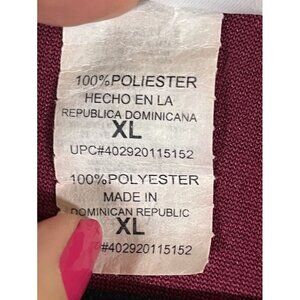 100%POLIESTER
HECHO EN LA
REPUBLICA DOMINICANA
XL
UPC#402920115152
100%POLYESTER
MADE IN
DOMINICAN REPUBLIC
XL
#402920115152